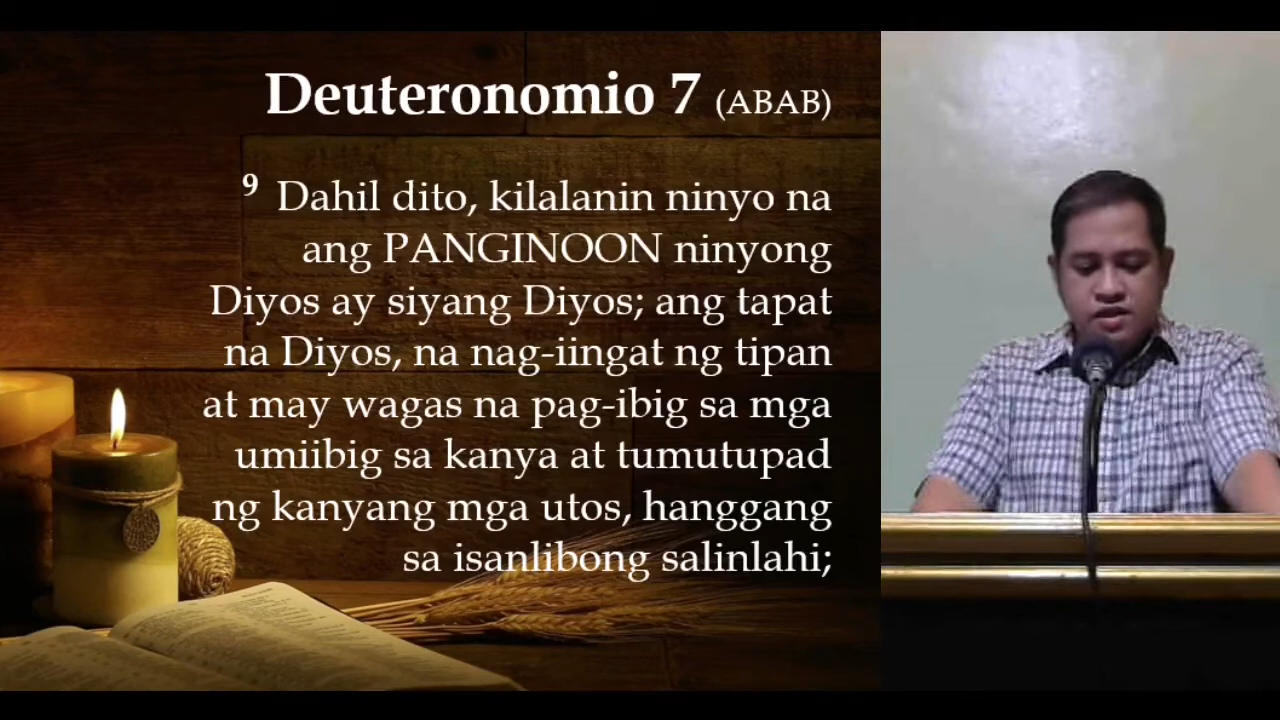 Deuteronomio 7 (ABAB)
9 Dahil dito, kilalanin ninyo na
ang PANGINOON ninyong
Diyos ay siyang Diyos; ang tapat
na Diyos, na nag-iingat ng tipan
at may wagas na pag-ibig sa mga
umiibig sa kanya at tumutupad
ng kanyang mga utos, hanggang
sa isanlibong salinlahi;